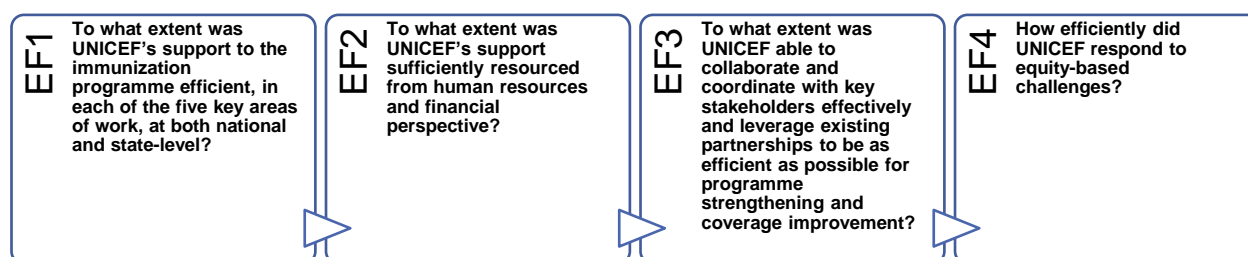 EF1
To what extent was
UNICEF's support to the
immunization
programme efficient, in
each of the five key areas
of work, at both national
and state-level?
EF2
To what extent was
UNICEF's support
sufficiently resourced
from human resources
and financial
perspective?
EF3
To what extent was
UNICEF able to
collaborate and
coordinate with key
stakeholders effectively
and leverage existing
partnerships to be as
efficient as possible for
programme
strengthening and
coverage improvement?
EF4
How efficiently did
UNICEF respond to
equity-based
challenges?